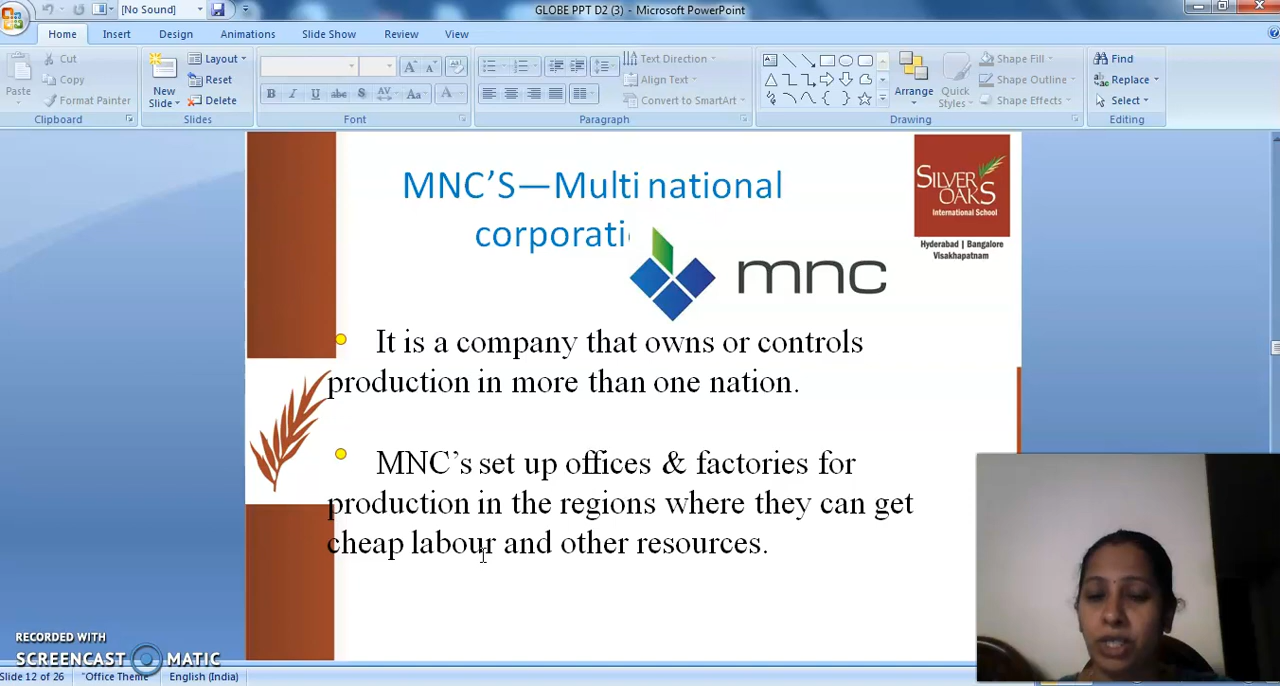 GLOBE PPT D2 (3) - Microsoft PowerPoint
[No Sound]
Home Insert Design Animations Slide Show Review View
Cut
Copy
Format Painter
Paste
Clipboard
New
Slide
Layout
Reset
Delete
Slides
B I U abc S AV Aa A
Font
Text Direction
Align Text
Convert to SmartArt
Paragraph
Arrange
Quick
Styles
Shape Fill
Shape Outline
Shape Effects
Drawing
Find
Replace
Select
Editing
MNC'S—Multi national
corporati
mnc
SILVER
OAKS
International School
Hyderabad | Bangalore
Visakhapatnam
It is a company that owns or controls
production in more than one nation.
MNC's set up offices & factories for
production in the regions where they can get
cheap labour and other resources.
RECORDED WITH
SCREENCAST MATIC
Slide 12 of 26 "Office Theme" English (India)